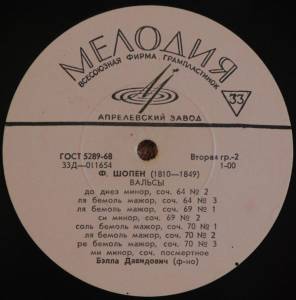 МЕЛОДИЯ
ВСЕСОЮЗНАЯ ФИРМА ГРАМПЛАСТИНОК
33
АПРЕЛЕВСКИЙ ЗАВОД
ГОСТ 5289-68 Вторая гр.-2
33Д—011654 1-00
Ф. ШОПЕН (1810—1849)
ВАЛЬСЫ
до диез минор, соч. 64 № 2
ля бемоль мажор, соч. 64 № 3
ля бемоль мажор, соч. 69 № 1
си минор, соч. 69 № 2
соль бемоль мажор, соч. 70 № 1
ля бемоль мажор, соч. 70 № 2
ре бемоль мажор, соч. 70 № 3
ми минор, соч. посмертное
Бэлла Давидович (ф-но)